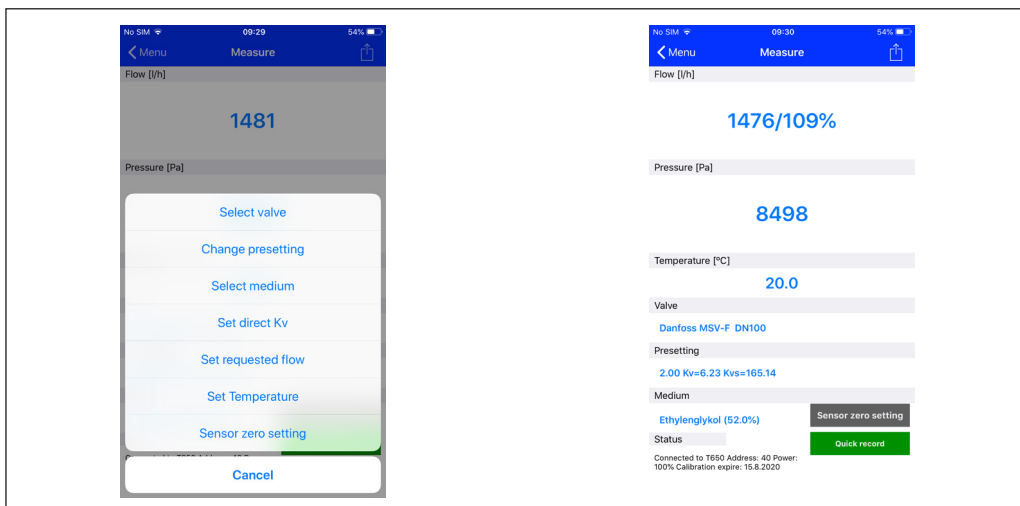 No SIM 09:29 54%
Menu Measure
Flow [l/h]
1481
Pressure [Pa]
Select valve
Change presetting
Select medium
Set direct Kv
Set requested flow
Set Temperature
Sensor zero setting
Cancel
No SIM 09:30 54%
Menu Measure
Flow [l/h]
1476/109%
Pressure [Pa]
8498
Temperature [°C]
20.0
Valve
Danfoss MSV-F DN100
Presetting
2.00 Kv=6.23 Kvs=165.14
Medium
Ethylenglykol (52.0%)
Sensor zero setting
Status
Quick record
Connected to T650 Address: 40 Power:
100% Calibration expire: 15.8.2020